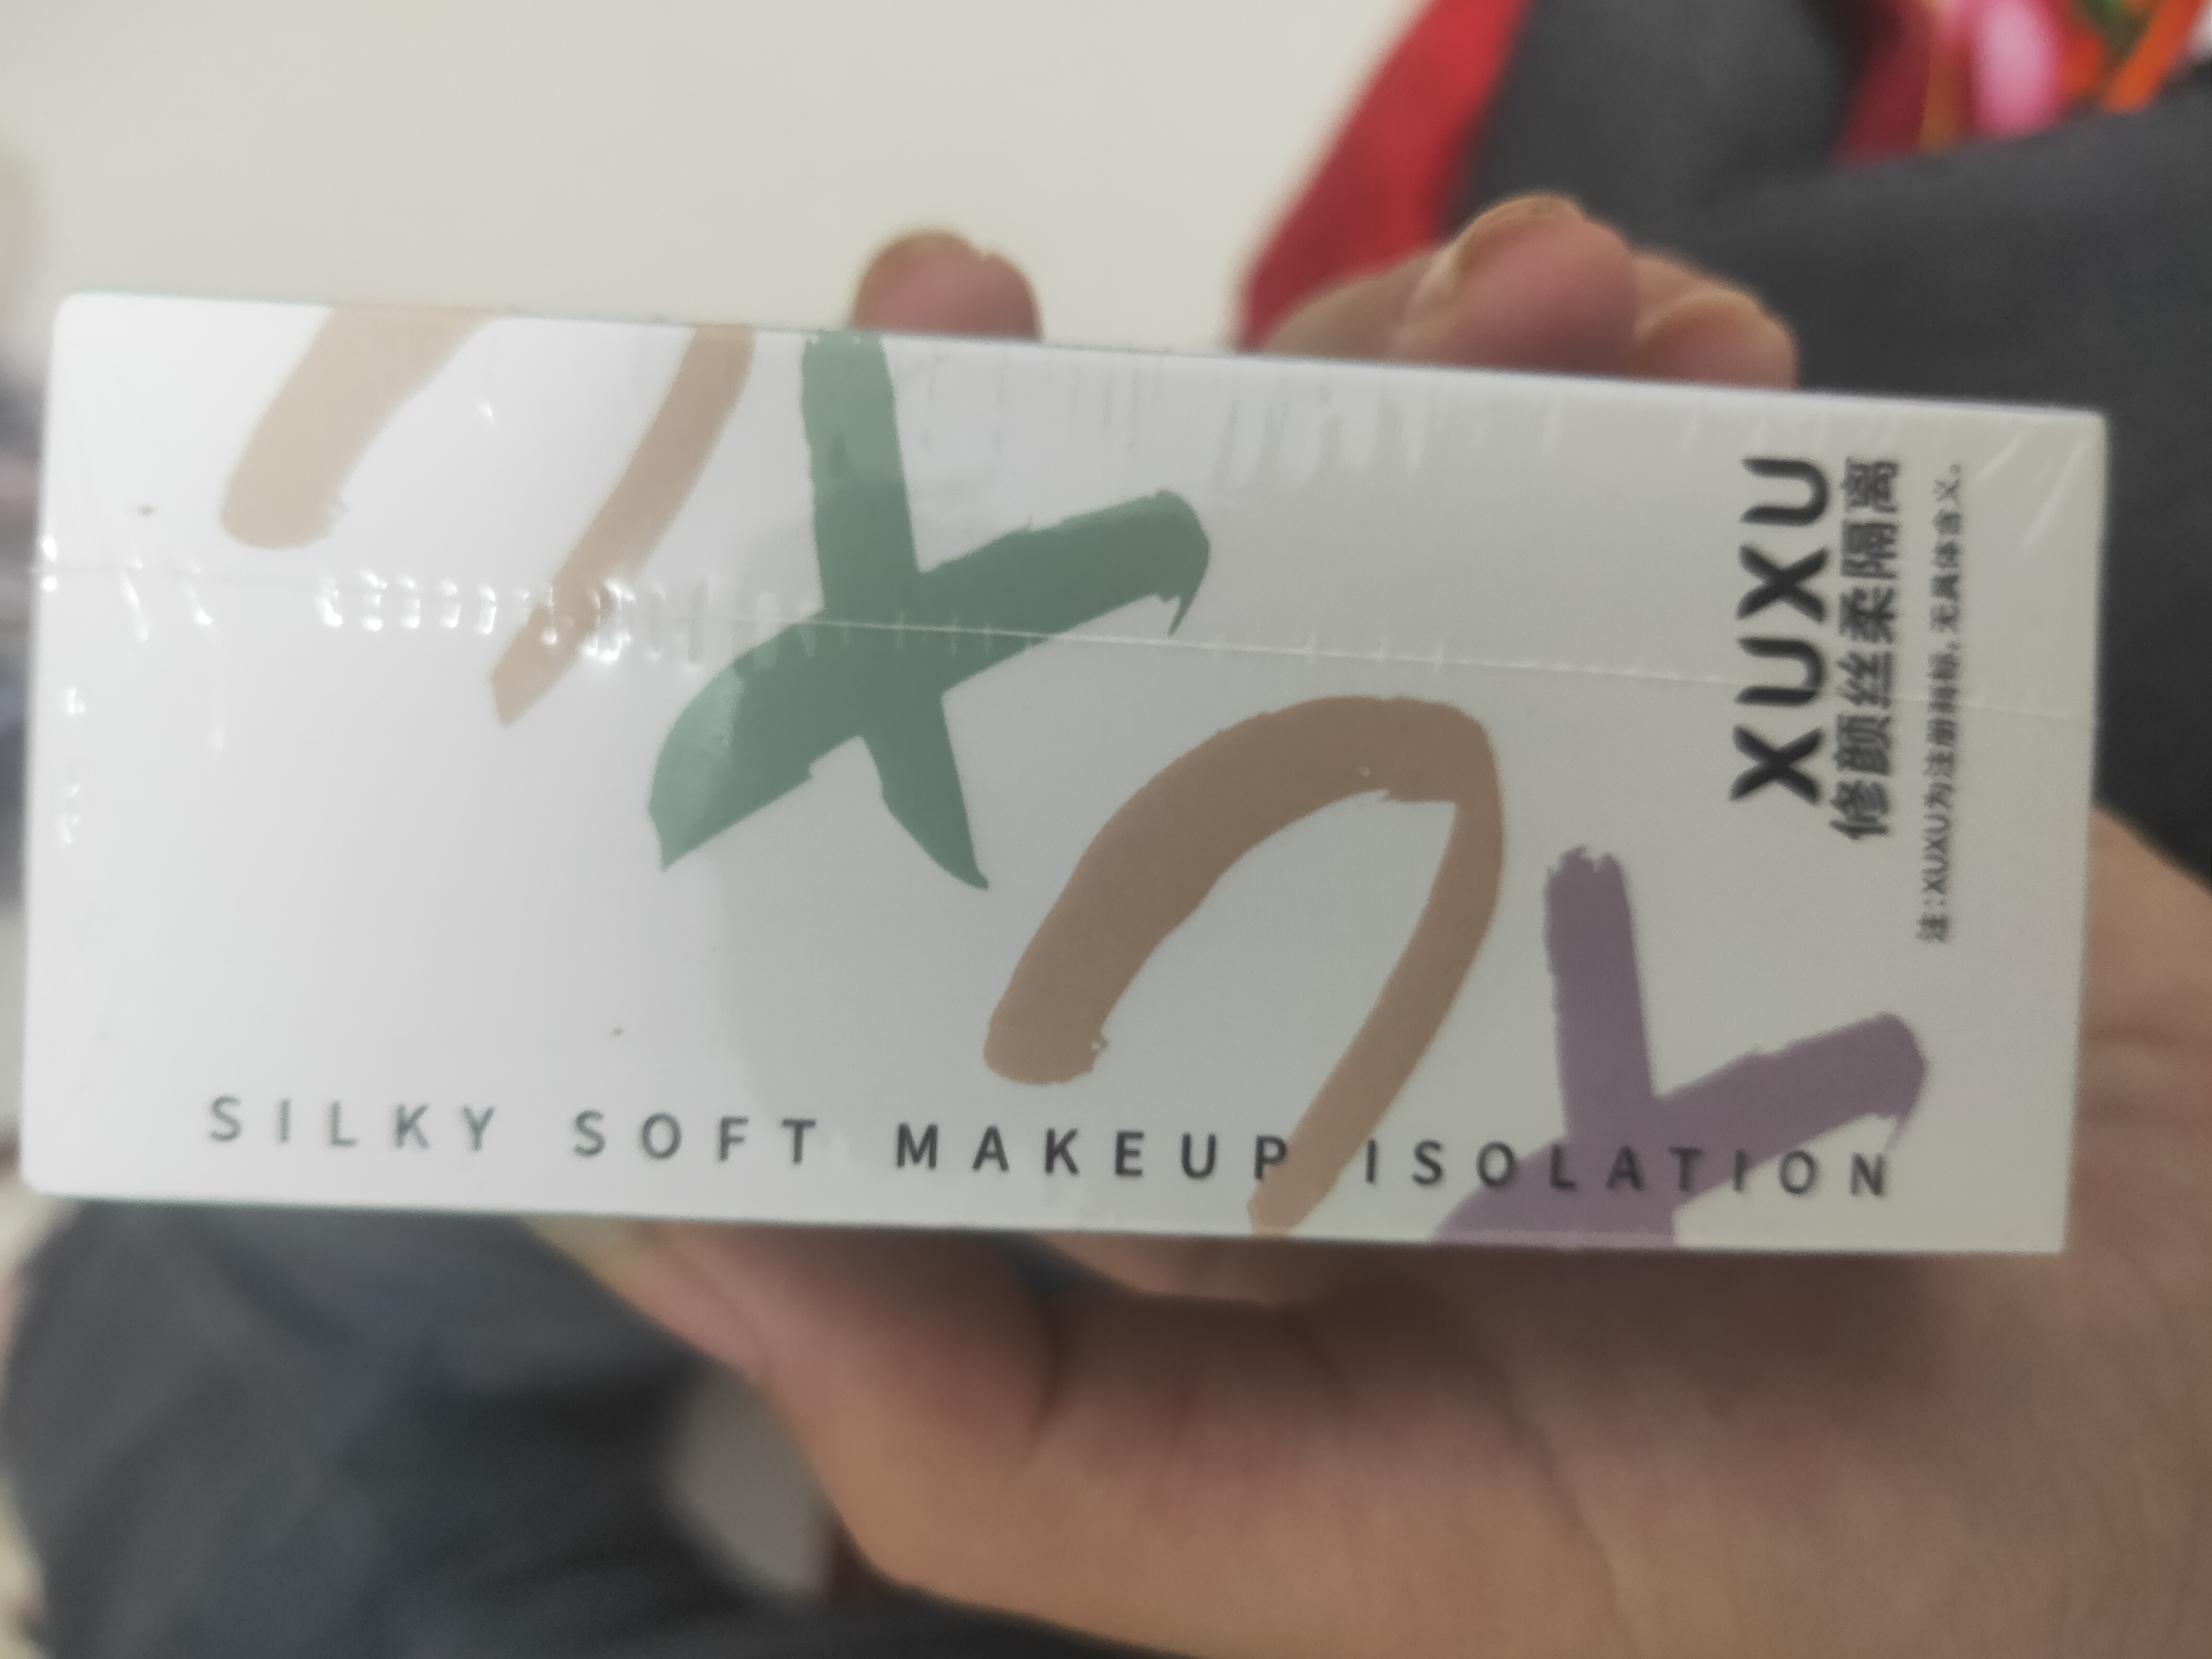 XUXU
修颜丝柔隔离
注:XUXU为注册商标,无具体含义。
SILKY SOFT MAKEUP ISOLATION